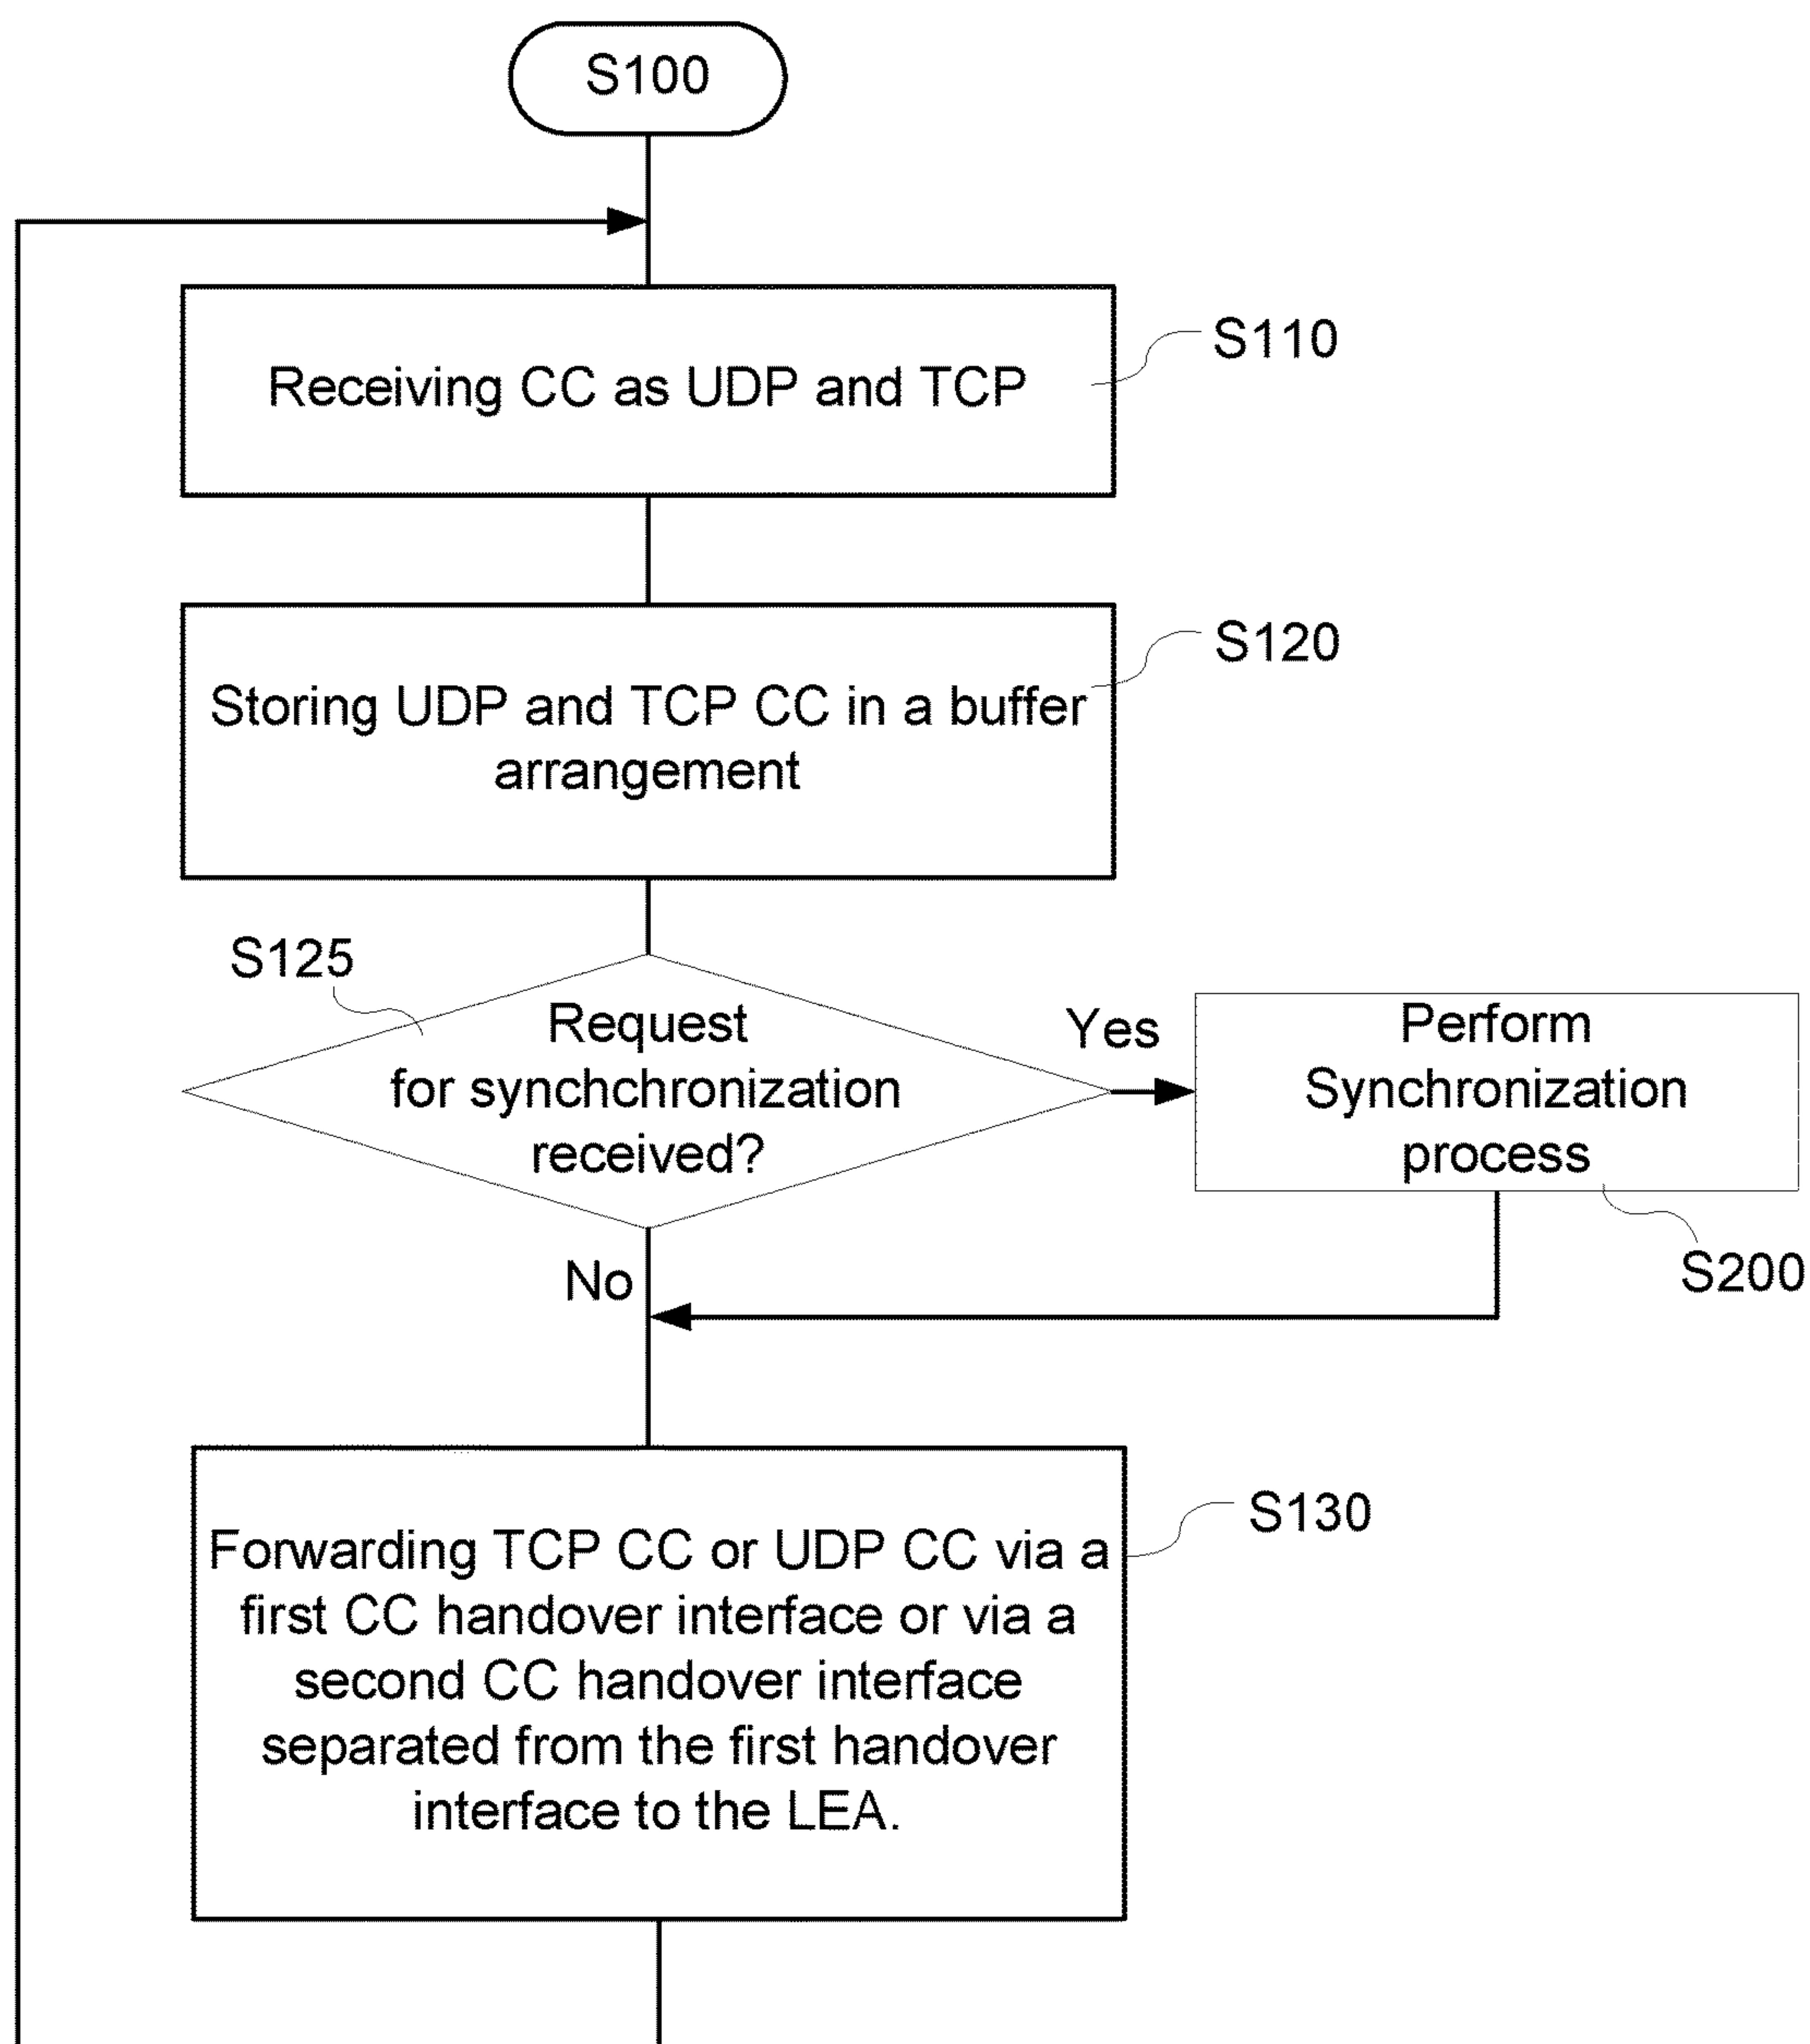 S100
Receiving CC as UDP and TCP
S110
Storing UDP and TCP CC in a buffer
arrangement
S120
S125
Request
for synchchronization
received?
Yes
Perform
Synchronization
process
S200
No
Forwarding TCP CC or UDP CC via a
first CC handover interface or via a
second CC handover interface
separated from the first handover
interface to the LEA.
S130